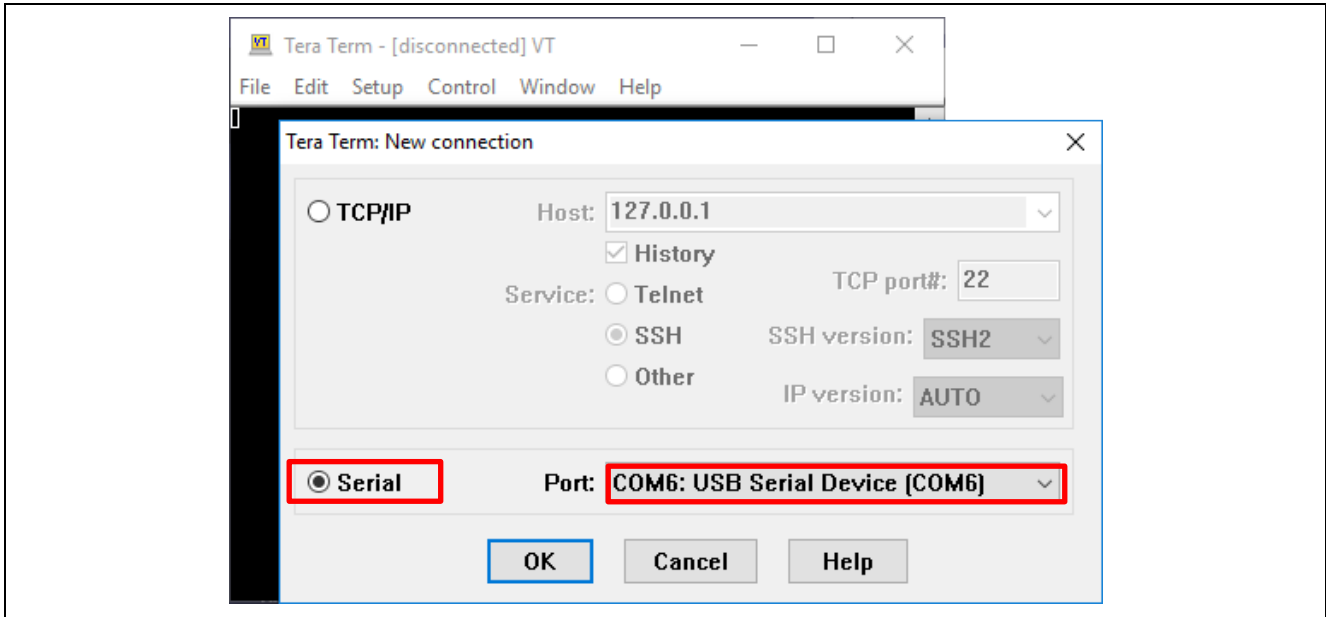 VT Tera Term - [disconnected] VT
File Edit Setup Control Window Help
Tera Term: New connection
TCP/IP Host: 127.0.0.1
History
Service: Telnet TCP port#: 22
SSH SSH version: SSH2
Other IP version: AUTO
Serial Port: COM6: USB Serial Device (COM6)
OK Cancel Help